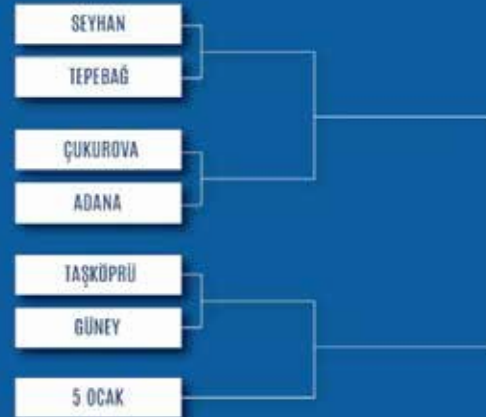 SEYHAN
TEPEBAĞ
ÇUKUROVA
ADANA
TAŞKÖPRÜ
GÜNEY
5 OCAK